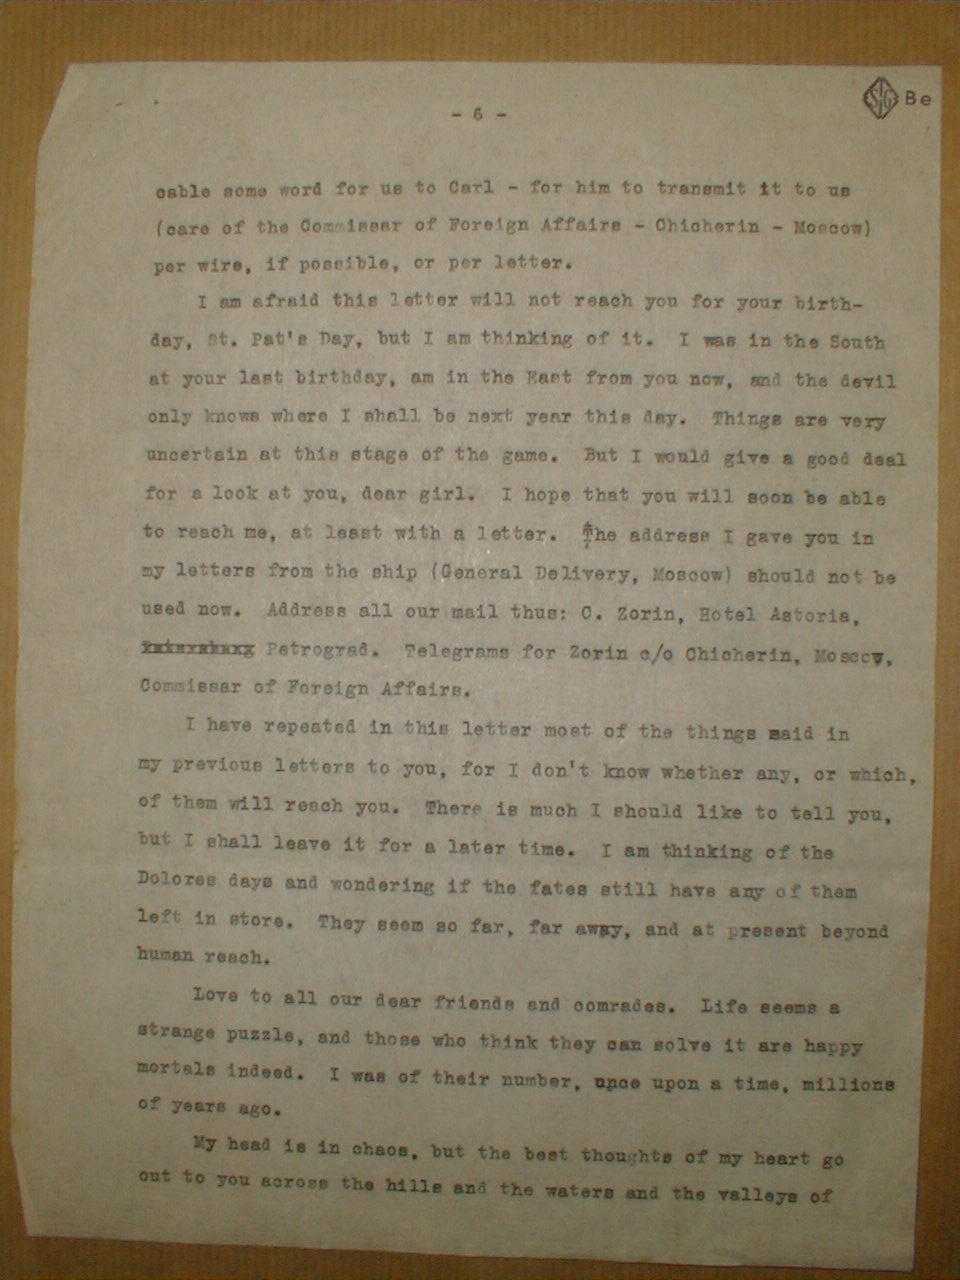 SIG Be
- 6 -
cable some word for us to Carl - for him to transmit it to us
(care of the Commissar of Foreign Affairs - Chicherin - Moscow)
per wire, if possible, or per letter.
I am afraid this letter will not reach you for your birth-
day, St. Pat's Day, but I am thinking of it. I was in the South
at your last birthday, am in the East from you now, and the devil
only knows where I shall be next year this day. Things are very
uncertain at this stage of the game. But I would give a good deal
for a look at you, dear girl. I hope that you will soon be able
to reach me, at least with a letter. The address I gave you in
my letters from the ship (General Delivery, Moscow) should not be
used now. Address all our mail thus: C. Zorin, Hotel Astoria,
Petrograd. Telegrams for Zorin c/o Chicherin, Moscow,
Commissar of Foreign Affairs.
I have repeated in this letter most of the things said in
my previous letters to you, for I don't know whether any, or which,
of them will reach you. There is much I should like to tell you,
but I shall leave it for a later time. I am thinking of the
Dolores days and wondering if the fates still have any of them
left in store. They seem so far, far away, and at present beyond
human reach.
Love to all our dear friends and comrades. Life seems a
strange puzzle, and those who think they can solve it are happy
mortals indeed. I was of their number, once upon a time, millions
of years ago.
My head is in chaos, but the best thoughts of my heart go
out to you across the hills and the waters and the valleys of